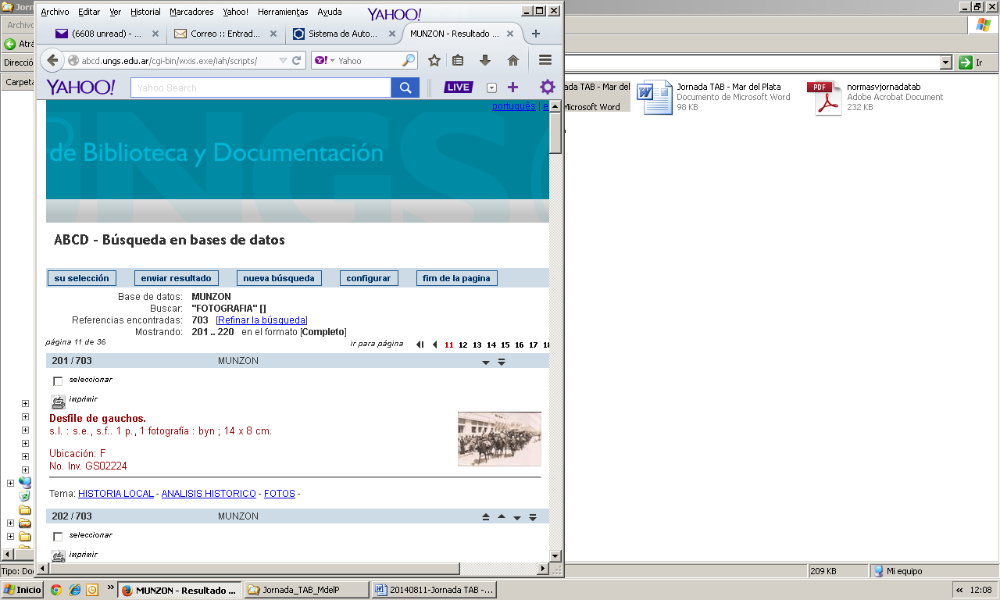 Jorn
Archivo Editar Ver Historial Marcadores Yahoo! Herramientas Ayuda YAHOO!
(6608 unread) - ... Correo :: Entrad... Sistema de Auto... MUNZON - Resultado ...
Archiv
Atrá
abcd.ungs.edu.ar/cgi-bin/wxis.exe/iah/scripts/ Yahoo
Direcció
Ir
Carpeta
YAHOO! Yahoo Search LIVE
nada TAB - Mar del
Microsoft Word
Jornada TAB - Mar del Plata
Documento de Microsoft Word
98 KB
PDF
normasvjornadatab
Adobe Acrobat Document
232 KB
português | e
de Biblioteca y Documentación
UNGS
ABCD - Búsqueda en bases de datos
su selección enviar resultado nueva búsqueda configurar fim de la pagina
Base de datos: MUNZON
Buscar: "FOTOGRAFIA" []
Referencias encontradas: 703 [Refinar la búsqueda]
Mostrando: 201 .. 220 en el formato [Completo]
página 11 de 36 ir para página 11 12 13 14 15 16 17 18
201 / 703 MUNZON
seleccionar
imprimir
Desfile de gauchos.
s.l. : s.e., s.f.. 1 p., 1 fotografía : byn ; 14 x 8 cm.
Ubicación: F
No. Inv. GS02224
Tema: HISTORIA LOCAL - ANALISIS HISTORICO - FOTOS -
202 / 703 MUNZON
seleccionar
imprimir
Tipo: Doc
209 KB Mi equipo
Inicio » MUNZON - Resultado ... Jornada_TAB_MdelP 20140811-Jornada TAB -... « 12:08